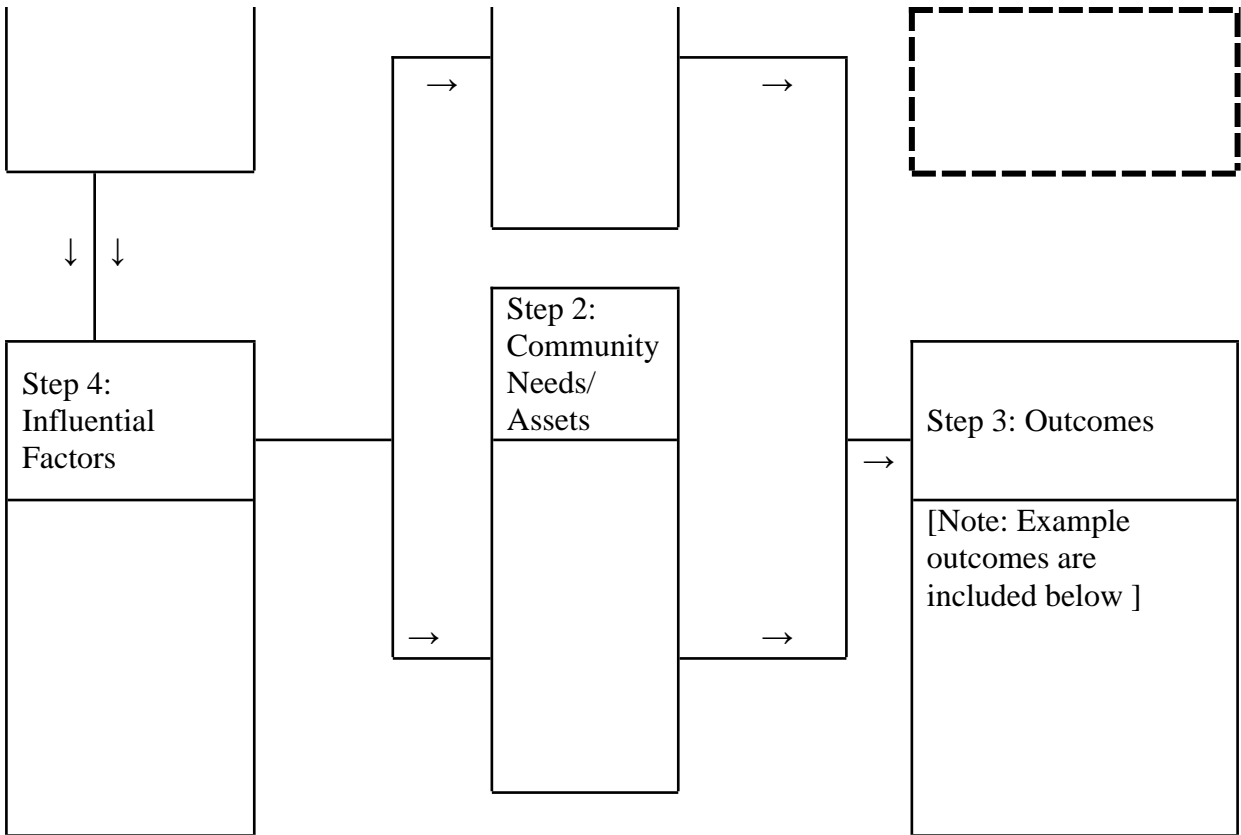 →
→
↓ ↓
Step 2:
Community
Needs/
Assets
Step 4:
Influential
Factors
Step 3: Outcomes
→
[Note: Example
outcomes are
included below ]
→
→